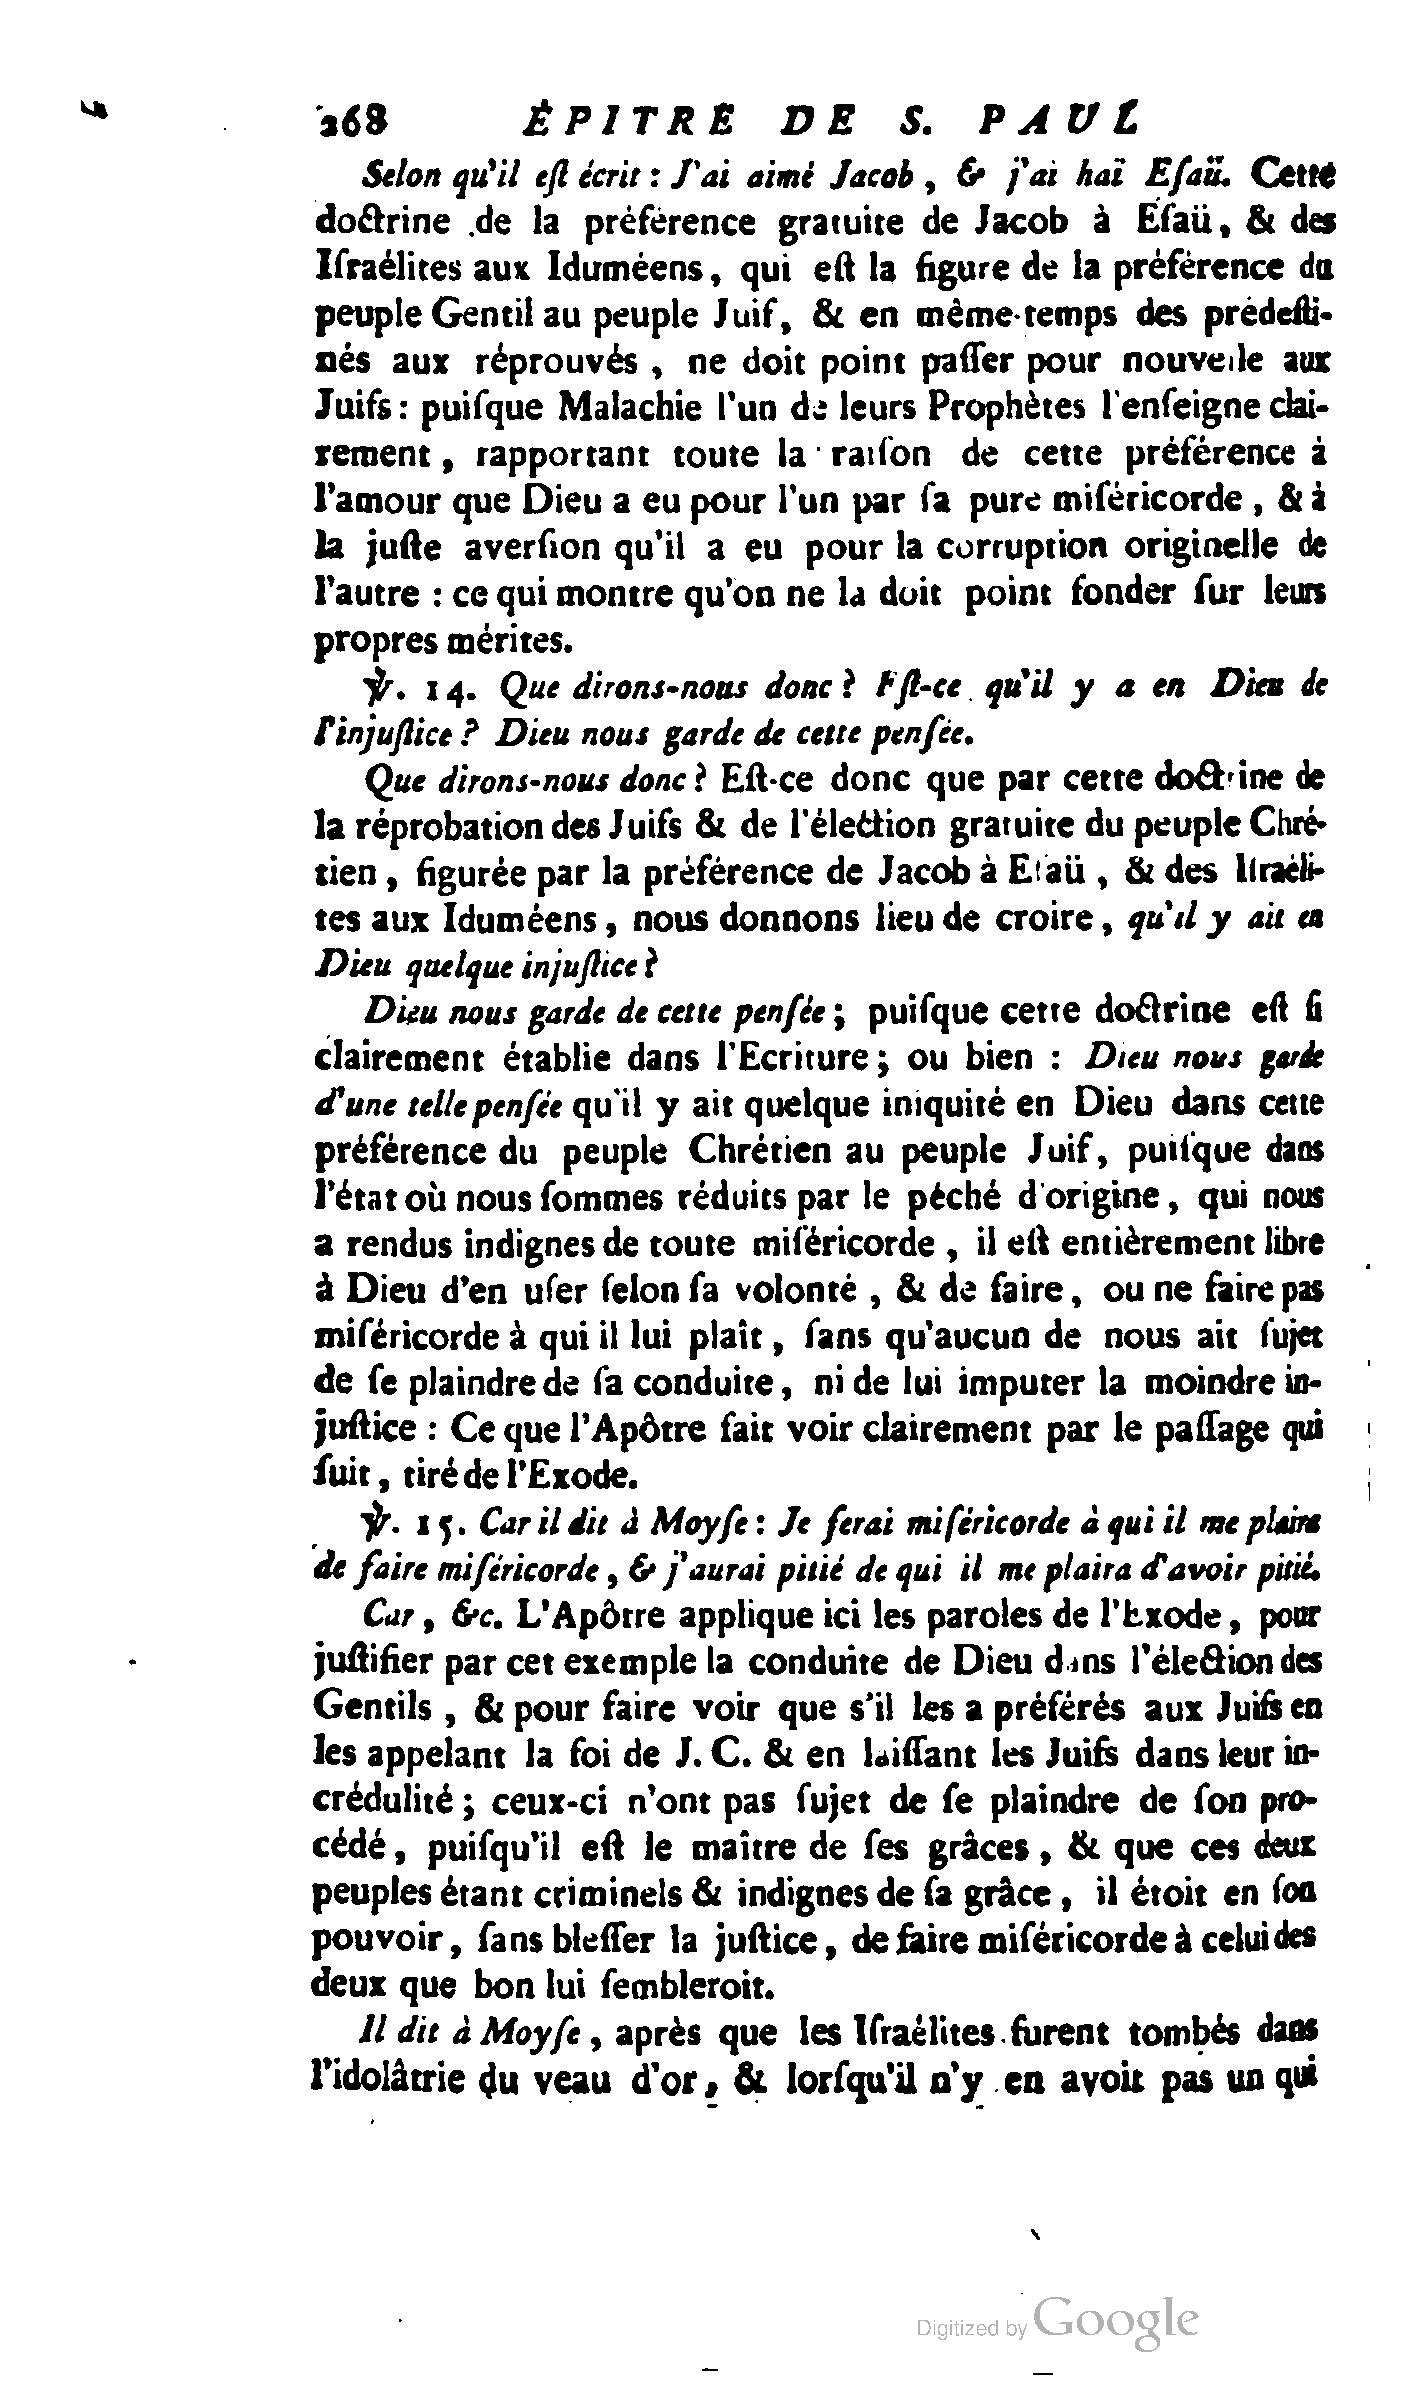 268 ÉPITRE DE S. PAUL
Selon qu'il eſt écrit : J'ai aimé Jacob , & j'ai haï Eſaü. Cette
doctrine de la préférence gratuite de Jacob à Eſaü, & des
Iſraélites aux Iduméens, qui eſt la figure de la préférence du
peuple Gentil au peuple Juif, & en même-temps des prédeſti-
nés aux réprouvés , ne doit point paſſer pour nouvelle aux
Juifs : puiſque Malachie l'un de leurs Prophètes l'enſeigne clai-
rement , rapportant toute la raiſon de cette préférence à
l'amour que Dieu a eu pour l'un par ſa pure miſéricorde , & à
la juſte averſion qu'il a eu pour la corruption originelle de
l'autre : ce qui montre qu'on ne la doit point fonder ſur leurs
propres mérites.
℣. 14. Que dirons-nous donc ? Eſt-ce qu'il y a en Dieu de
l'injuſtice ? Dieu nous garde de cette penſée.
Que dirons-nous donc ? Eſt-ce donc que par cette doctrine de
la réprobation des Juifs & de l'élection gratuite du peuple Chré-
tien , figurée par la préférence de Jacob à Eſaü , & des Iſraéli-
tes aux Iduméens , nous donnons lieu de croire , qu'il y ait en
Dieu quelque injuſtice ?
Dieu nous garde de cette penſée ; puiſque cette doctrine eſt ſi
clairement établie dans l'Ecriture ; ou bien : Dieu nous garde
d'une telle penſée qu'il y ait quelque iniquité en Dieu dans cette
préférence du peuple Chrétien au peuple Juif, puiſque dans
l'état où nous ſommes réduits par le péché d'origine , qui nous
a rendus indignes de toute miſéricorde , il eſt entièrement libre
à Dieu d'en uſer ſelon ſa volonté , & de faire , ou ne faire pas
miſéricorde à qui il lui plaît , ſans qu'aucun de nous ait ſujet
de ſe plaindre de ſa conduite , ni de lui imputer la moindre in-
juſtice : Ce que l'Apôtre fait voir clairement par le paſſage qui
ſuit , tiré de l'Exode.
℣. 15. Car il dit à Moyſe : Je ferai miſéricorde à qui il me plaira
de faire miſéricorde , & j'aurai pitié de qui il me plaira d'avoir pitié.
Car , &c. L'Apôtre applique ici les paroles de l'Exode , pour
juſtifier par cet exemple la conduite de Dieu dans l'élection des
Gentils , & pour faire voir que s'il les a préférés aux Juifs en
les appelant la foi de J. C. & en laiſſant les Juifs dans leur in-
crédulité ; ceux-ci n'ont pas ſujet de ſe plaindre de ſon pro-
cédé , puiſqu'il eſt le maître de ſes grâces , & que ces deux
peuples étant criminels & indignes de ſa grâce , il étoit en ſon
pouvoir , ſans bleſſer la juſtice , de faire miſéricorde à celui des
deux que bon lui ſembleroit.
Il dit à Moyſe , après que les Iſraélites furent tombés dans
l'idolâtrie du veau d'or , & lorſqu'il n'y en avoit pas un qui
Digitized by Google